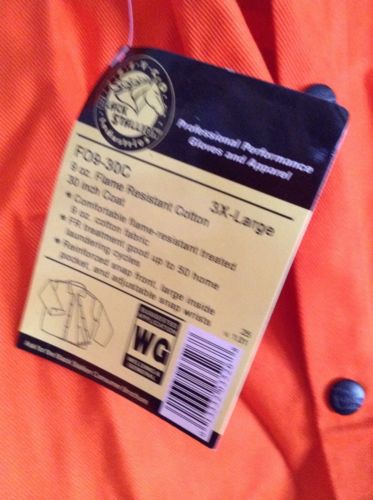 BLACK STALLION
Industries
Professional Performance
Gloves and Apparel
FO9-30C
3X-Large
9 oz. Flame Resistant Cotton
30 inch Coat
• Comfortable flame-resistant treated
9 oz. cotton fabric
• FR treatment good up to 50 home
laundering cycles
• Reinforced snap front, large inside
pocket, and adjustable snap wrists
WG